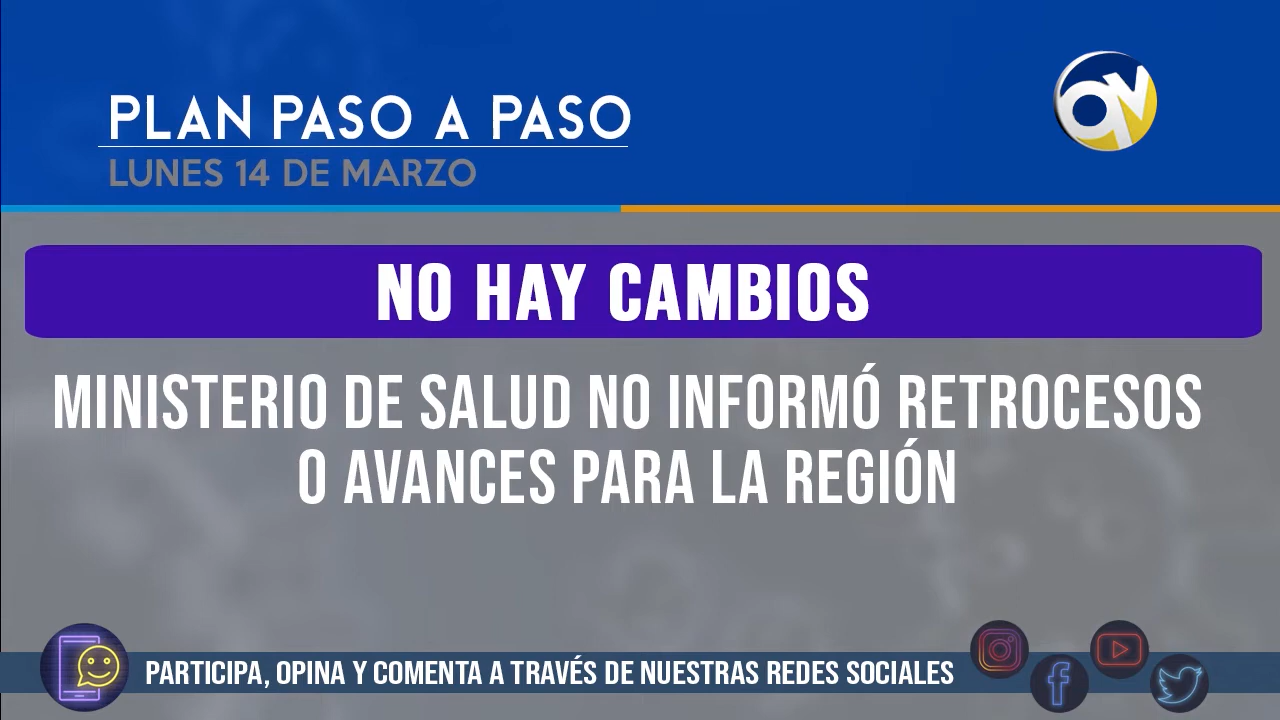 PLAN PASO A PASO
LUNES 14 DE MARZO
NO HAY CAMBIOS
MINISTERIO DE SALUD NO INFORMÓ RETROCESOS
O AVANCES PARA LA REGIÓN
PARTICIPA, OPINA Y COMENTA A TRAVÉS DE NUESTRAS REDES SOCIALES